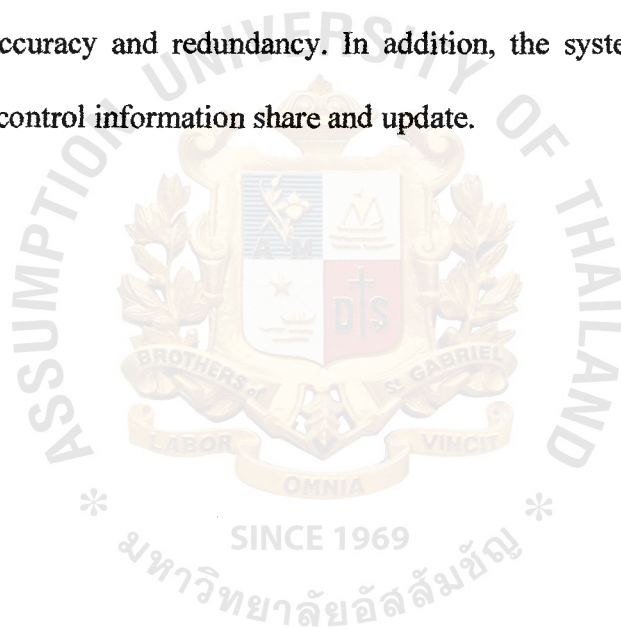 ccuracy and redundancy. In addition, the syste
control information share and update.
ASSUMPTION UNIVERSITY OF THAILAND
A M
D S
BROTHERS of St GABRIEL
LABOR OMNIA VINCIT
* SINCE 1969 *
มหาวิทยาลัยอัสสัมชัญ